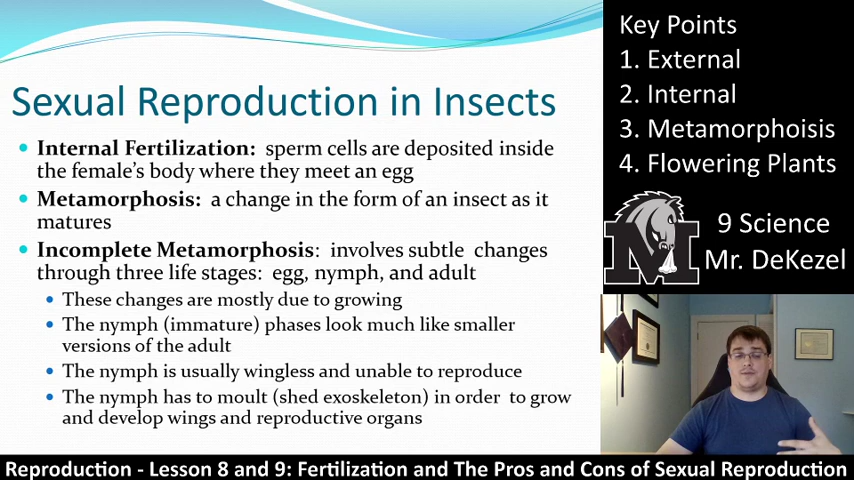 Sexual Reproduction in Insects
Internal Fertilization: sperm cells are deposited inside
the female's body where they meet an egg
Metamorphosis: a change in the form of an insect as it
matures
Incomplete Metamorphosis: involves subtle changes
through three life stages: egg, nymph, and adult
These changes are mostly due to growing
The nymph (immature) phases look much like smaller
versions of the adult
The nymph is usually wingless and unable to reproduce
The nymph has to moult (shed exoskeleton) in order to grow
and develop wings and reproductive organs
Key Points
1. External
2. Internal
3. Metamorphoisis
4. Flowering Plants
M
9 Science
Mr. DeKezel
Reproduction - Lesson 8 and 9: Fertilization and The Pros and Cons of Sexual Reproduction